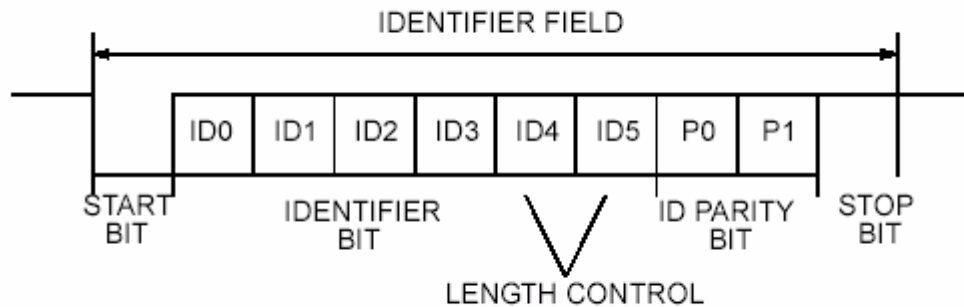 IDENTIFIER FIELD
ID0 ID1 ID2 ID3 ID4 ID5 P0 P1
START
BIT
IDENTIFIER
BIT
ID PARITY
BIT
STOP
BIT
LENGTH CONTROL